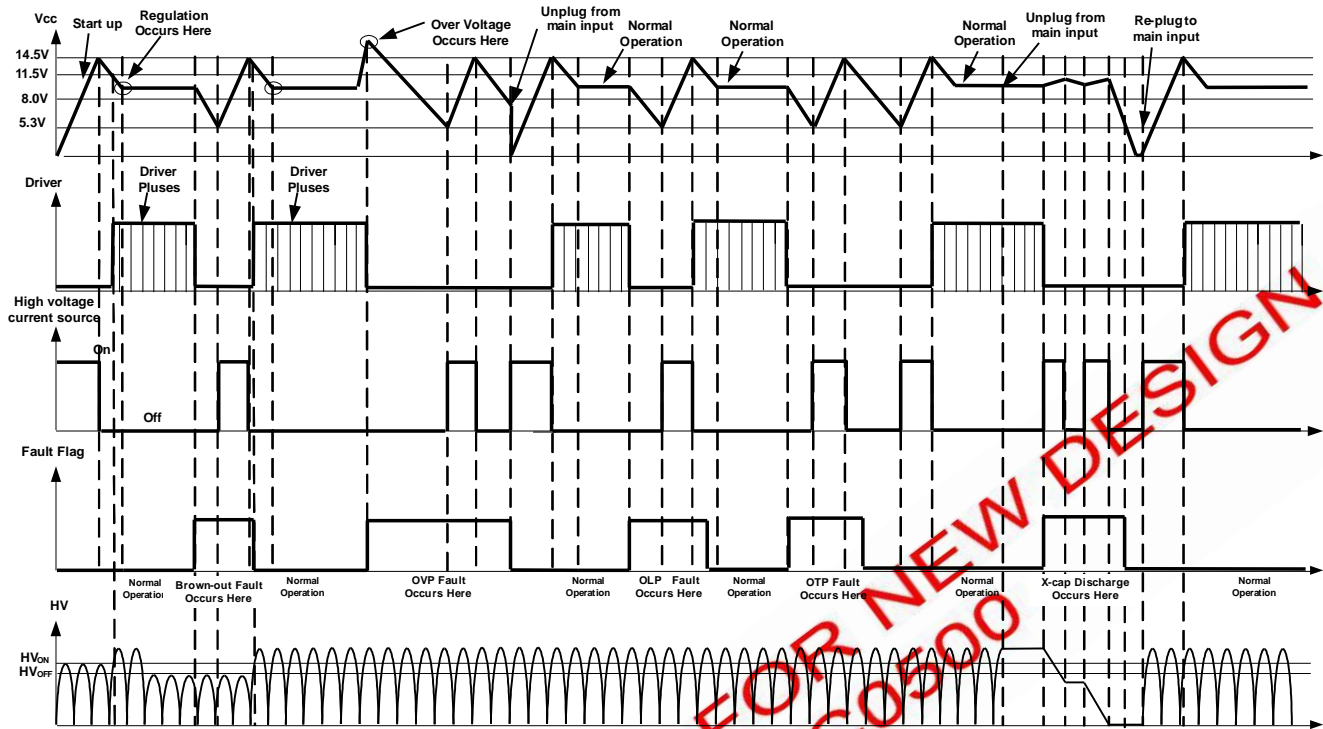 Vcc
Start up
Regulation
Occurs Here
Over Voltage
Occurs Here
Unplug from
main input
Normal
Operation
Normal
Operation
Normal
Operation
Unplug from
main input
Re-plug to
main input
14.5V
11.5V
8.0V
5.3V
Driver
Driver
Pluses
Driver
Pluses
High voltage
current source
On
Off
Fault Flag
Normal
Operation
Brown-out Fault
Occurs Here
Normal
Operation
OVP Fault
Occurs Here
Normal
Operation
OLP Fault
Occurs Here
Normal
Operation
OTP Fault
Occurs Here
Normal
Operation
X-cap Discharge
Occurs Here
Normal
Operation
HV
HVON
HVOFF
FOR NEW DESIGN
C0500